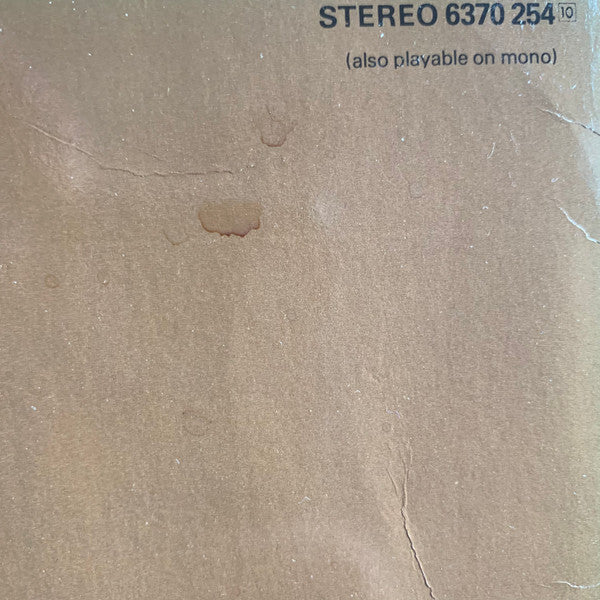 STEREO 6370 254 10
(also playable on mono)